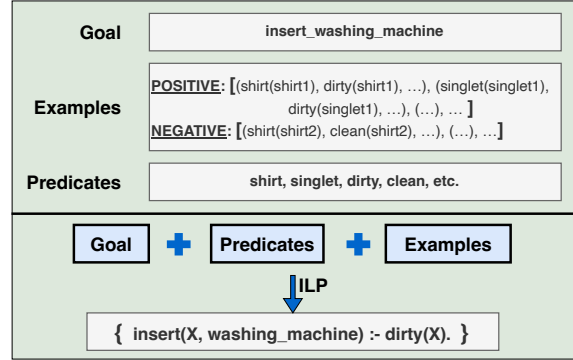 Goal
insert_washing_machine
Examples
POSITIVE: [(shirt(shirt1), dirty(shirt1), ...), (singlet(singlet1),
dirty(singlet1), ...), (...), ... ]
NEGATIVE: [(shirt(shirt2), clean(shirt2), ...), (...), ...]
Predicates
shirt, singlet, dirty, clean, etc.
Goal + Predicates + Examples
ILP
{ insert(X, washing_machine) :- dirty(X). }